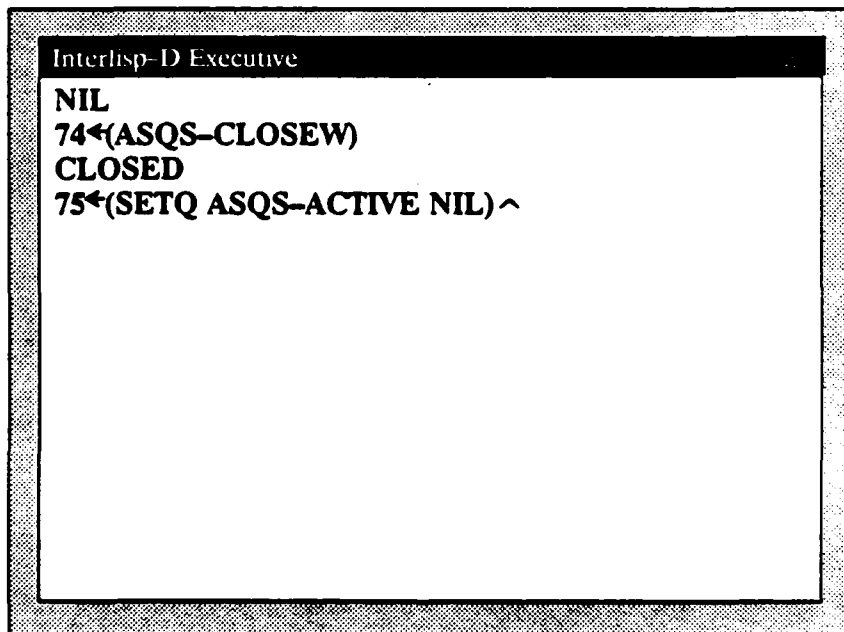 Interlisp-D Executive
NIL
74←(ASQS-CLOSEW)
CLOSED
75←(SETQ ASQS-ACTIVE NIL)^